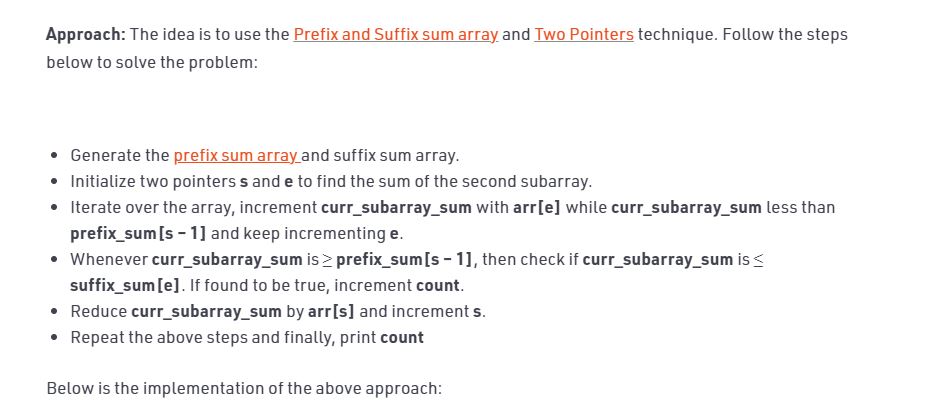 Approach: The idea is to use the Prefix and Suffix sum array and Two Pointers technique. Follow the steps
below to solve the problem:
• Generate the prefix sum array and suffix sum array.
• Initialize two pointers s and e to find the sum of the second subarray.
• Iterate over the array, increment curr_subarray_sum with arr[e] while curr_subarray_sum less than
prefix_sum[s – 1] and keep incrementing e.
• Whenever curr_subarray_sum is ≥ prefix_sum[s – 1], then check if curr_subarray_sum is ≤
suffix_sum[e]. If found to be true, increment count.
• Reduce curr_subarray_sum by arr[s] and increment s.
• Repeat the above steps and finally, print count
Below is the implementation of the above approach: